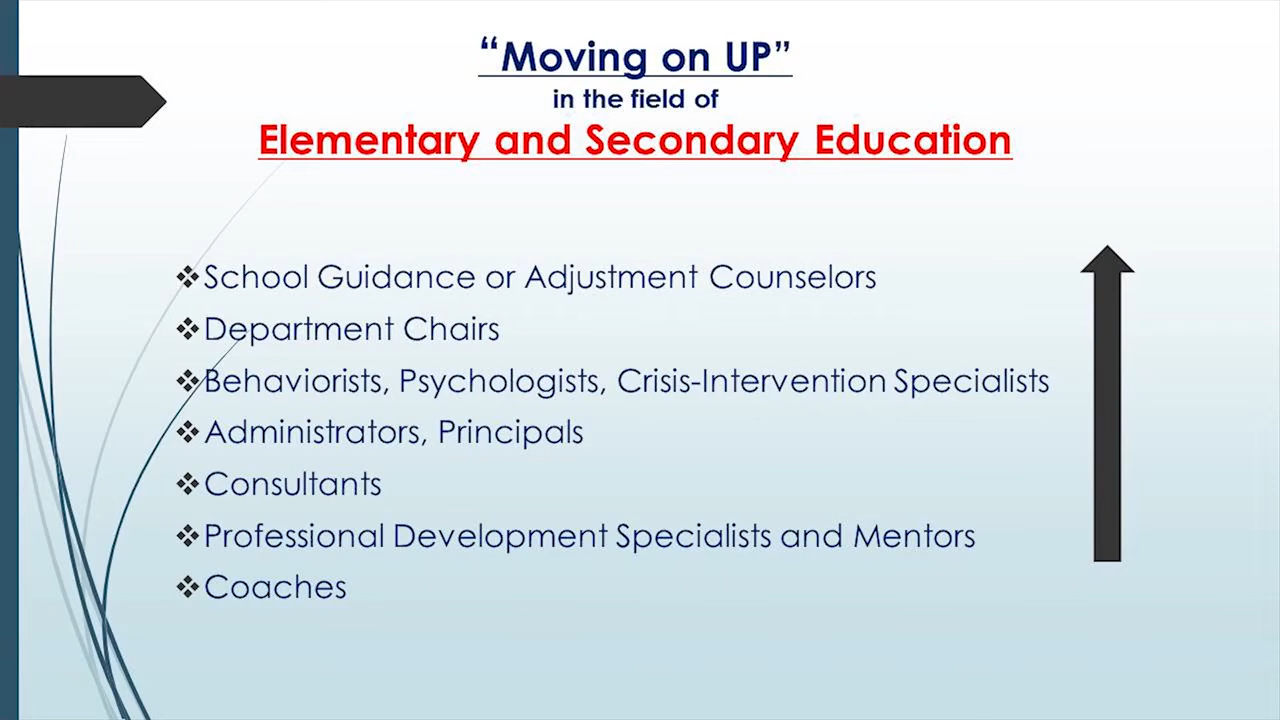 “Moving on UP”
in the field of
Elementary and Secondary Education
❖School Guidance or Adjustment Counselors
❖Department Chairs
❖Behaviorists, Psychologists, Crisis-Intervention Specialists
❖Administrators, Principals
❖Consultants
❖Professional Development Specialists and Mentors
❖Coaches